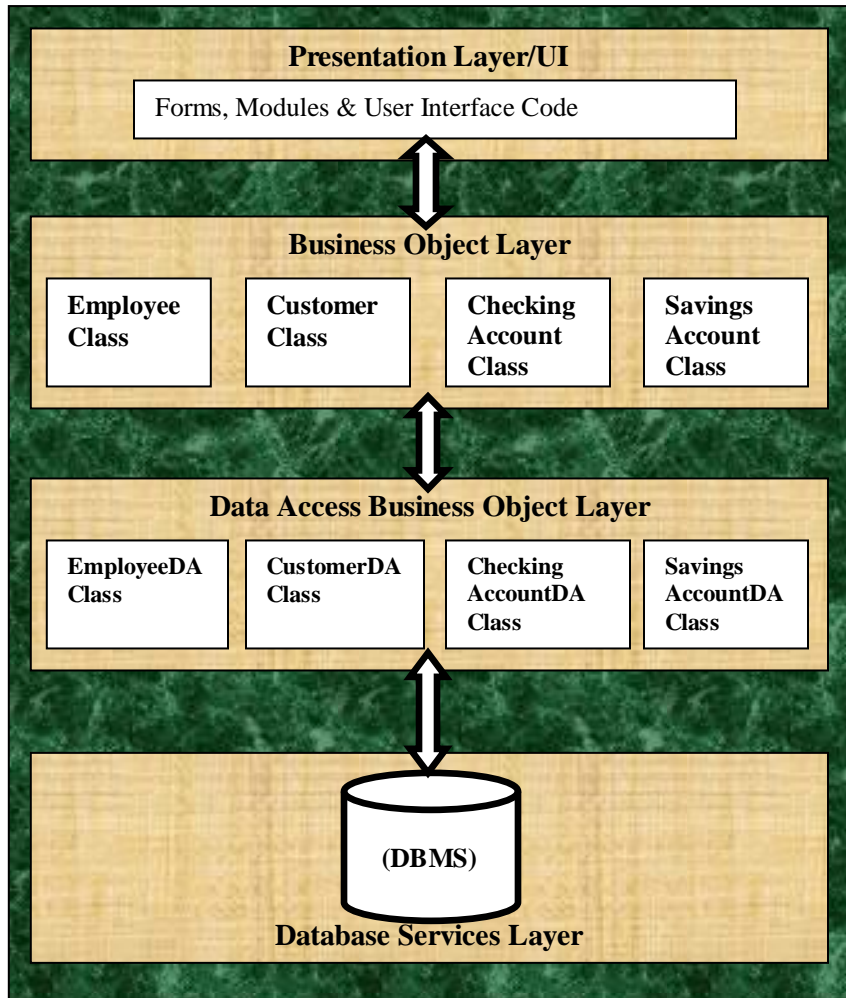 Presentation Layer/UI
Forms, Modules & User Interface Code
Business Object Layer
Employee
Class
Customer
Class
Checking
Account
Class
Savings
Account
Class
Data Access Business Object Layer
EmployeeDA
Class
CustomerDA
Class
Checking
AccountDA
Class
Savings
AccountDA
Class
(DBMS)
Database Services Layer